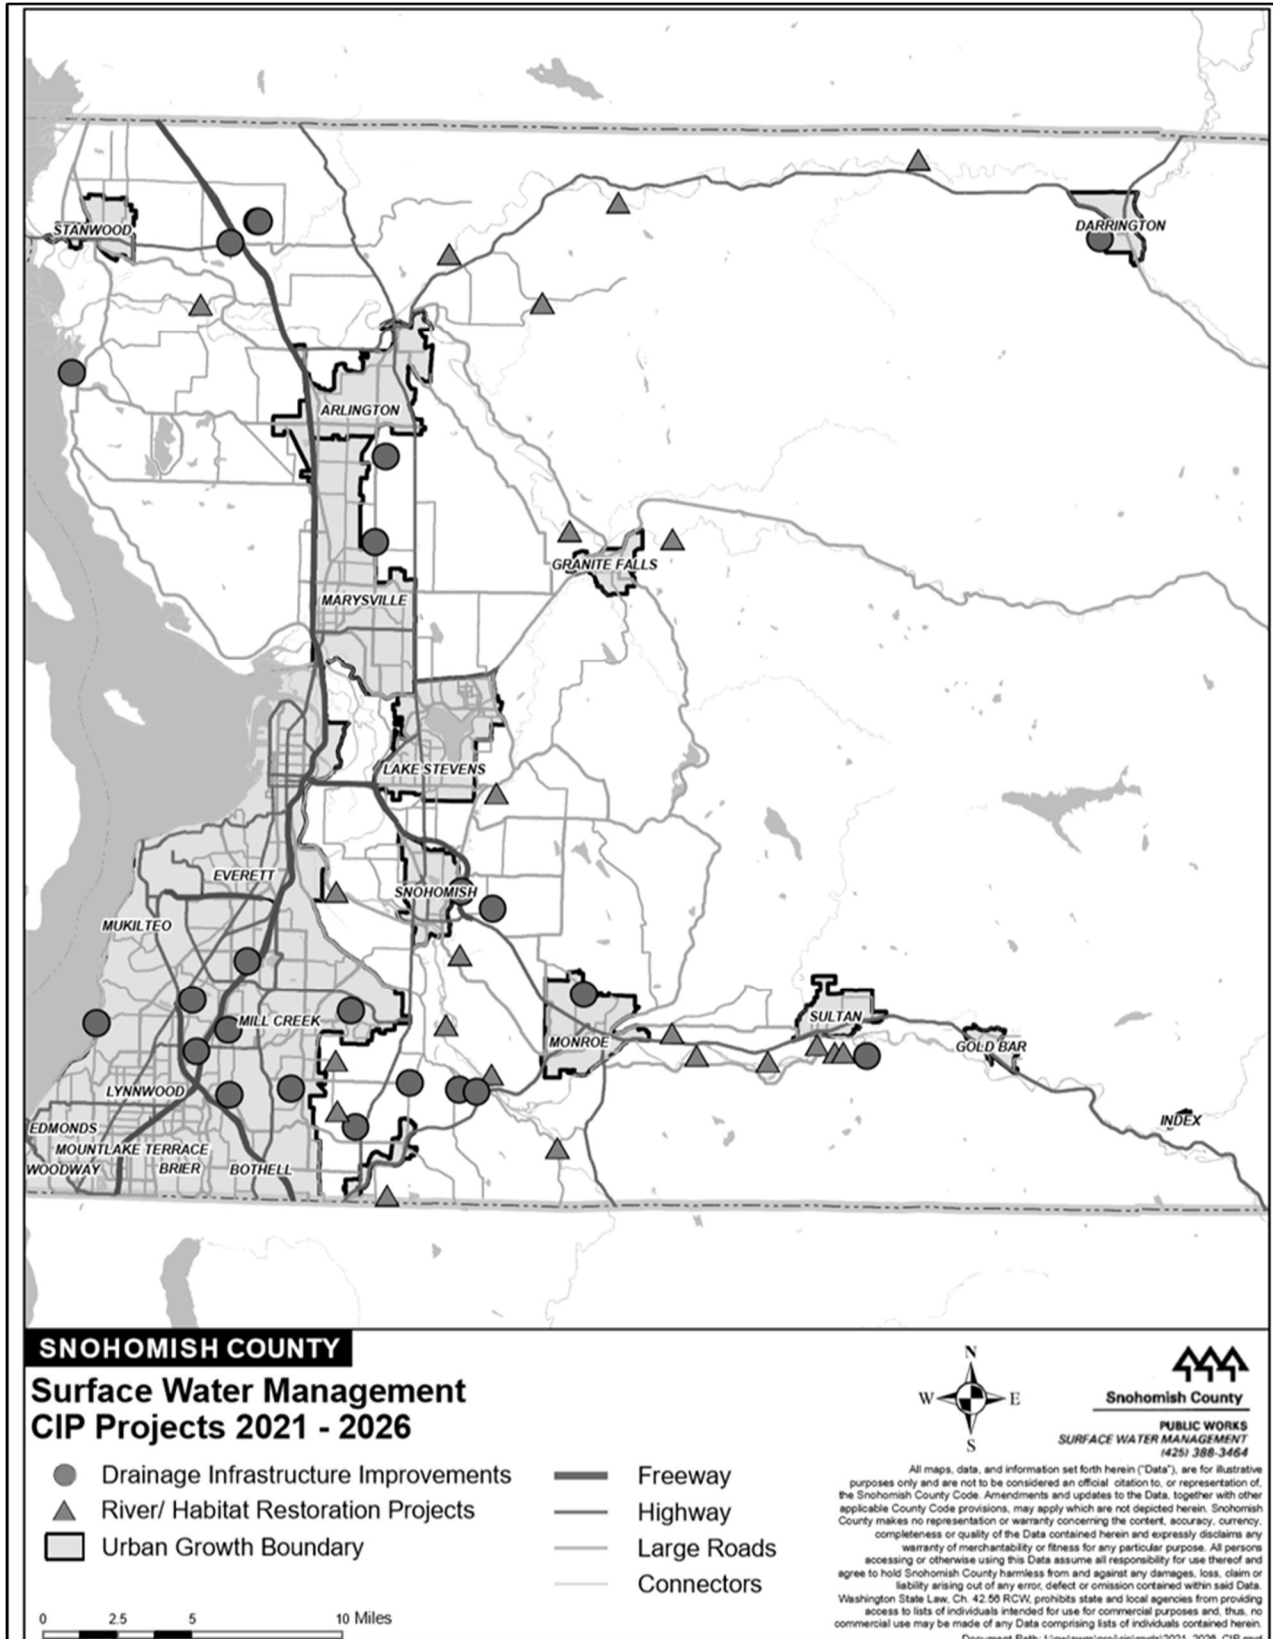 STANWOOD
DARRINGTON
ARLINGTON
GRANITE FALLS
MARYSVILLE
LAKE STEVENS
EVERETT
SNOHOMISH
MUKILTEO
MILL CREEK
SULTAN
MONROE
GOLD BAR
LYNNWOOD
INDEX
EDMONDS
MOUNTLAKE TERRACE
WOODWAY
BRIER
BOTHELL
SNOHOMISH COUNTY
Surface Water Management
CIP Projects 2021 - 2026
Drainage Infrastructure Improvements
River/ Habitat Restoration Projects
Urban Growth Boundary
0 2.5 5 10 Miles
Freeway
Highway
Large Roads
Connectors
N
W E
S
Snohomish County
PUBLIC WORKS
SURFACE WATER MANAGEMENT
(425) 388-3464
All maps, data, and information set forth herein ("Data"), are for illustrative
purposes only and are not to be considered an official citation to, or representation of,
the Snohomish County Code. Amendments and updates to the Data, together with other
applicable County Code provisions, may apply which are not depicted herein. Snohomish
County makes no representation or warranty concerning the content, accuracy, currency,
completeness or quality of the Data contained herein and expressly disclaims any
warranty of merchantability or fitness for any particular purpose. All persons
accessing or otherwise using this Data assume all responsibility for use thereof and
agree to hold Snohomish County harmless from and against any damages, loss, claim or
liability arising out of any error, defect or omission contained within said Data.
Washington State Law, Ch. 42.56 RCW, prohibits state and local agencies from providing
access to lists of individuals intended for use for commercial purposes and, thus, no
commercial use may be made of any Data comprising lists of individuals contained herein.
Document Path: